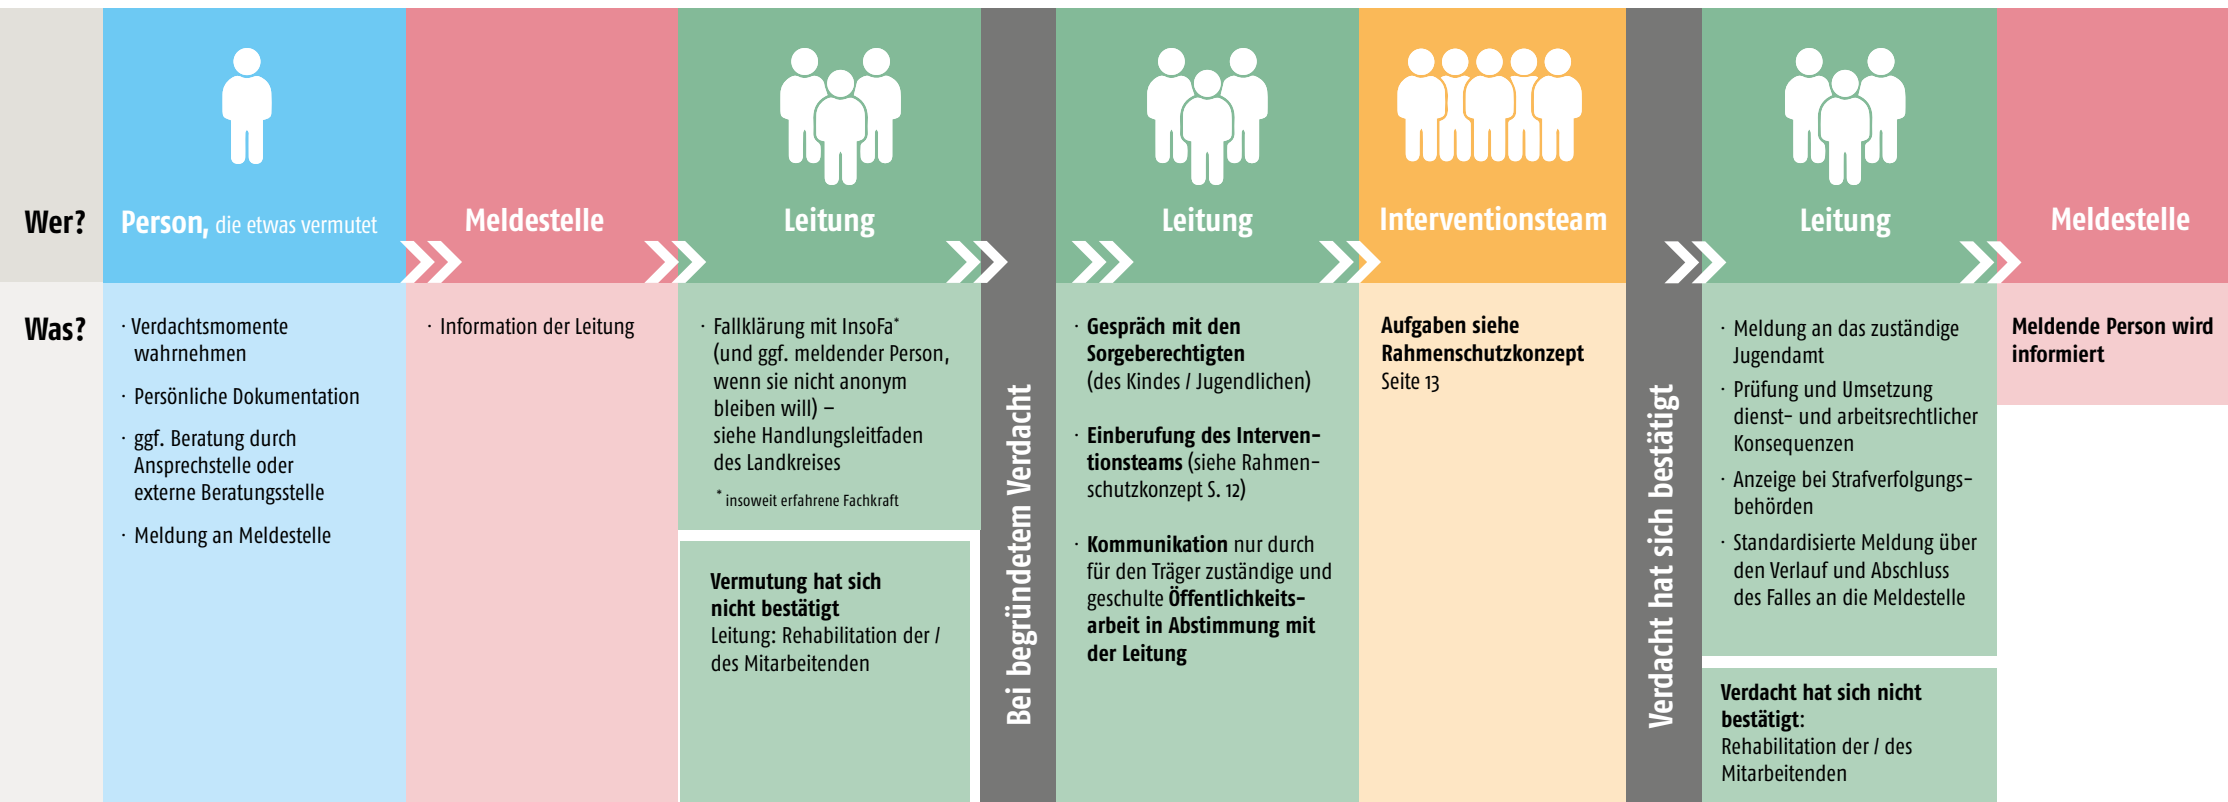 Wer?
Person, die etwas vermutet
Meldestelle
Leitung
Leitung
Interventionsteam
Leitung
Meldestelle
Was?
· Verdachtsmomente
wahrnehmen
· Persönliche Dokumentation
· ggf. Beratung durch
Ansprechstelle oder
externe Beratungsstelle
· Meldung an Meldestelle
· Information der Leitung
· Fallklärung mit InsoFa*
(und ggf. meldender Person,
wenn sie nicht anonym
bleiben will) –
siehe Handlungsleitfaden
des Landkreises
* insoweit erfahrene Fachkraft
Vermutung hat sich
nicht bestätigt
Leitung: Rehabilitation der /
des Mitarbeitenden
Bei begründetem Verdacht
· Gespräch mit den
Sorgeberechtigten
(des Kindes / Jugendlichen)
· Einberufung des Interven-
tionsteams (siehe Rahmen-
schutzkonzept S. 12)
· Kommunikation nur durch
für den Träger zuständige und
geschulte Öffentlichkeits-
arbeit in Abstimmung mit
der Leitung
Aufgaben siehe
Rahmenschutzkonzept
Seite 13
Verdacht hat sich bestätigt
· Meldung an das zuständige
Jugendamt
· Prüfung und Umsetzung
dienst- und arbeitsrechtlicher
Konsequenzen
· Anzeige bei Strafverfolgungs-
behörden
· Standardisierte Meldung über
den Verlauf und Abschluss
des Falles an die Meldestelle
Verdacht hat sich nicht
bestätigt:
Rehabilitation der / des
Mitarbeitenden
Meldende Person wird
informiert